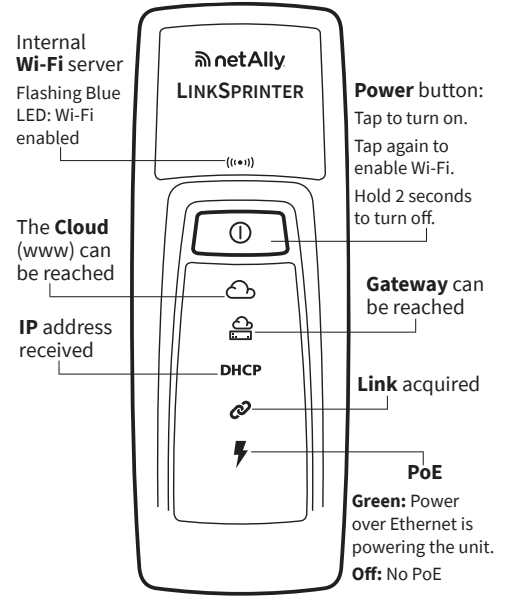 Internal
Wi-Fi server
Flashing Blue
LED: Wi-Fi
enabled
netAlly
LINKSPRINTER
Power button:
Tap to turn on.
Tap again to
enable Wi-Fi.
Hold 2 seconds
to turn off.
The Cloud
(www) can
be reached
Gateway can
be reached
IP address
received
DHCP
Link acquired
PoE
Green: Power
over Ethernet is
powering the unit.
Off: No PoE